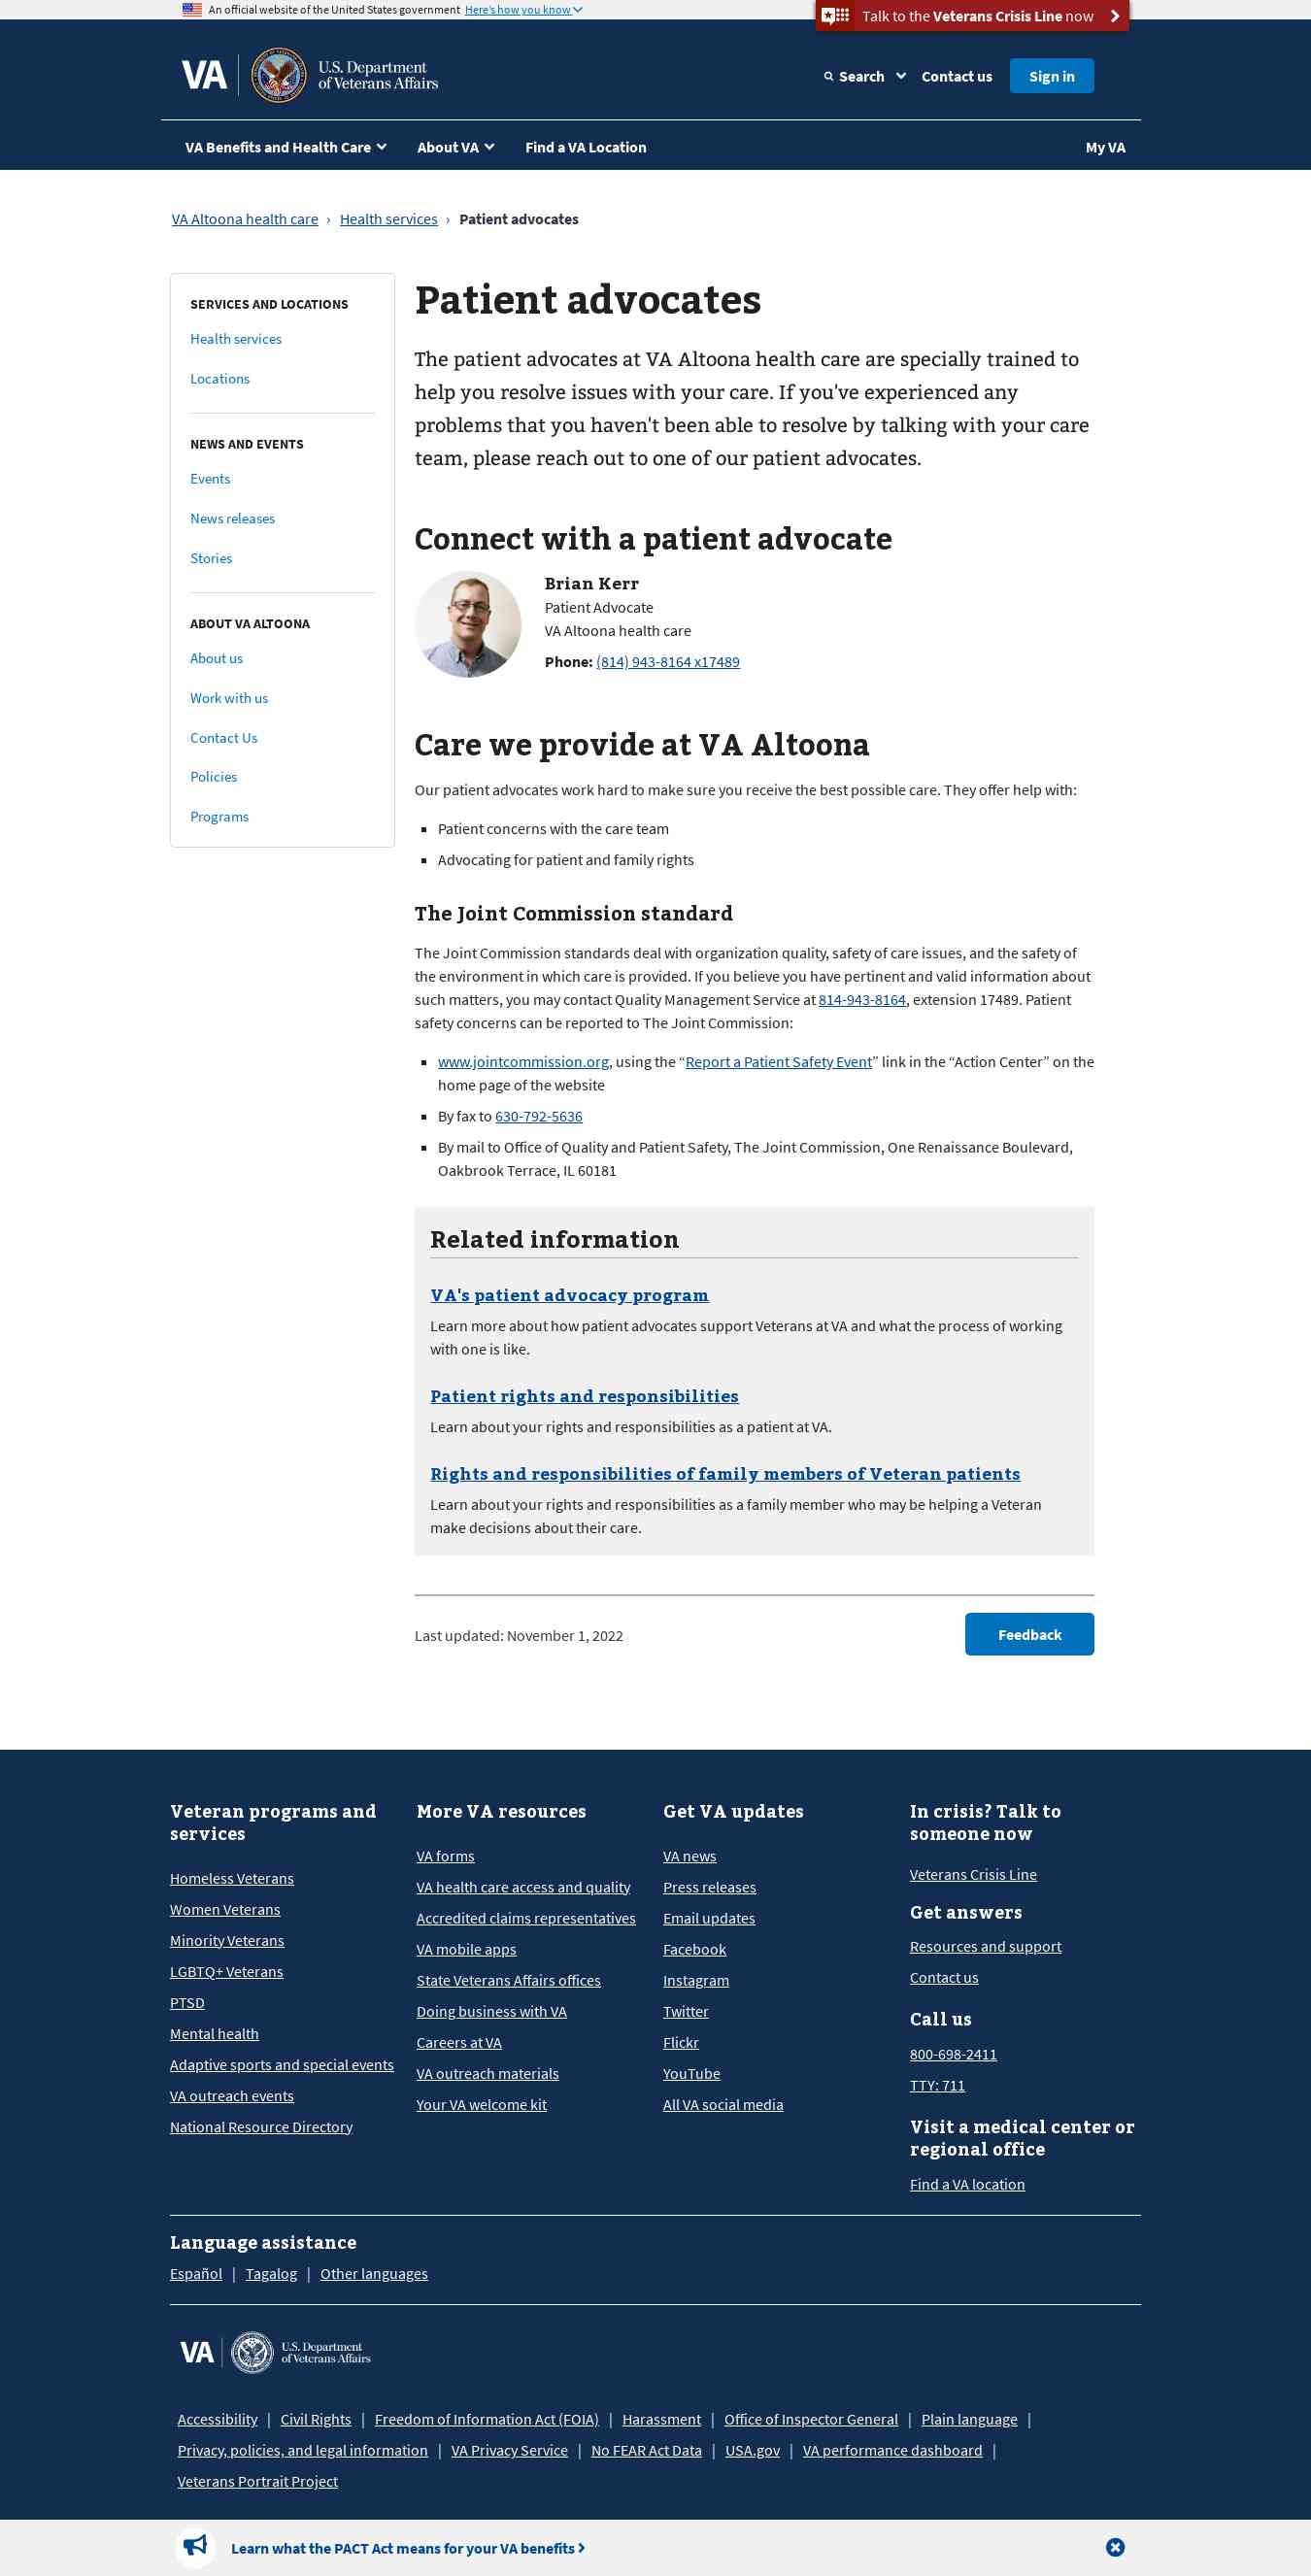 An official website of the United States government Here's how you know
Talk to the Veterans Crisis Line now
VA
U.S. Department
of Veterans Affairs
Search
Contact us
Sign in
VA Benefits and Health Care
About VA
Find a VA Location
My VA
VA Altoona health care › Health services › Patient advocates
SERVICES AND LOCATIONS
Health services
Locations
NEWS AND EVENTS
Events
News releases
Stories
ABOUT VA ALTOONA
About us
Work with us
Contact Us
Policies
Programs
Patient advocates
The patient advocates at VA Altoona health care are specially trained to
help you resolve issues with your care. If you've experienced any
problems that you haven't been able to resolve by talking with your care
team, please reach out to one of our patient advocates.
Connect with a patient advocate
Brian Kerr
Patient Advocate
VA Altoona health care
Phone: (814) 943-8164 x17489
Care we provide at VA Altoona
Our patient advocates work hard to make sure you receive the best possible care. They offer help with:
Patient concerns with the care team
Advocating for patient and family rights
The Joint Commission standard
The Joint Commission standards deal with organization quality, safety of care issues, and the safety of
the environment in which care is provided. If you believe you have pertinent and valid information about
such matters, you may contact Quality Management Service at 814-943-8164, extension 17489. Patient
safety concerns can be reported to The Joint Commission:
www.jointcommission.org, using the “Report a Patient Safety Event” link in the “Action Center” on the
home page of the website
By fax to 630-792-5636
By mail to Office of Quality and Patient Safety, The Joint Commission, One Renaissance Boulevard,
Oakbrook Terrace, IL 60181
Related information
VA's patient advocacy program
Learn more about how patient advocates support Veterans at VA and what the process of working
with one is like.
Patient rights and responsibilities
Learn about your rights and responsibilities as a patient at VA.
Rights and responsibilities of family members of Veteran patients
Learn about your rights and responsibilities as a family member who may be helping a Veteran
make decisions about their care.
Last updated: November 1, 2022
Feedback
Veteran programs and
services
Homeless Veterans
Women Veterans
Minority Veterans
LGBTQ+ Veterans
PTSD
Mental health
Adaptive sports and special events
VA outreach events
National Resource Directory
More VA resources
VA forms
VA health care access and quality
Accredited claims representatives
VA mobile apps
State Veterans Affairs offices
Doing business with VA
Careers at VA
VA outreach materials
Your VA welcome kit
Get VA updates
VA news
Press releases
Email updates
Facebook
Instagram
Twitter
Flickr
YouTube
All VA social media
In crisis? Talk to
someone now
Veterans Crisis Line
Get answers
Resources and support
Contact us
Call us
800-698-2411
TTY: 711
Visit a medical center or
regional office
Find a VA location
Language assistance
Español | Tagalog | Other languages
VA
U.S. Department
of Veterans Affairs
Accessibility | Civil Rights | Freedom of Information Act (FOIA) | Harassment | Office of Inspector General | Plain language |
Privacy, policies, and legal information | VA Privacy Service | No FEAR Act Data | USA.gov | VA performance dashboard |
Veterans Portrait Project
Learn what the PACT Act means for your VA benefits